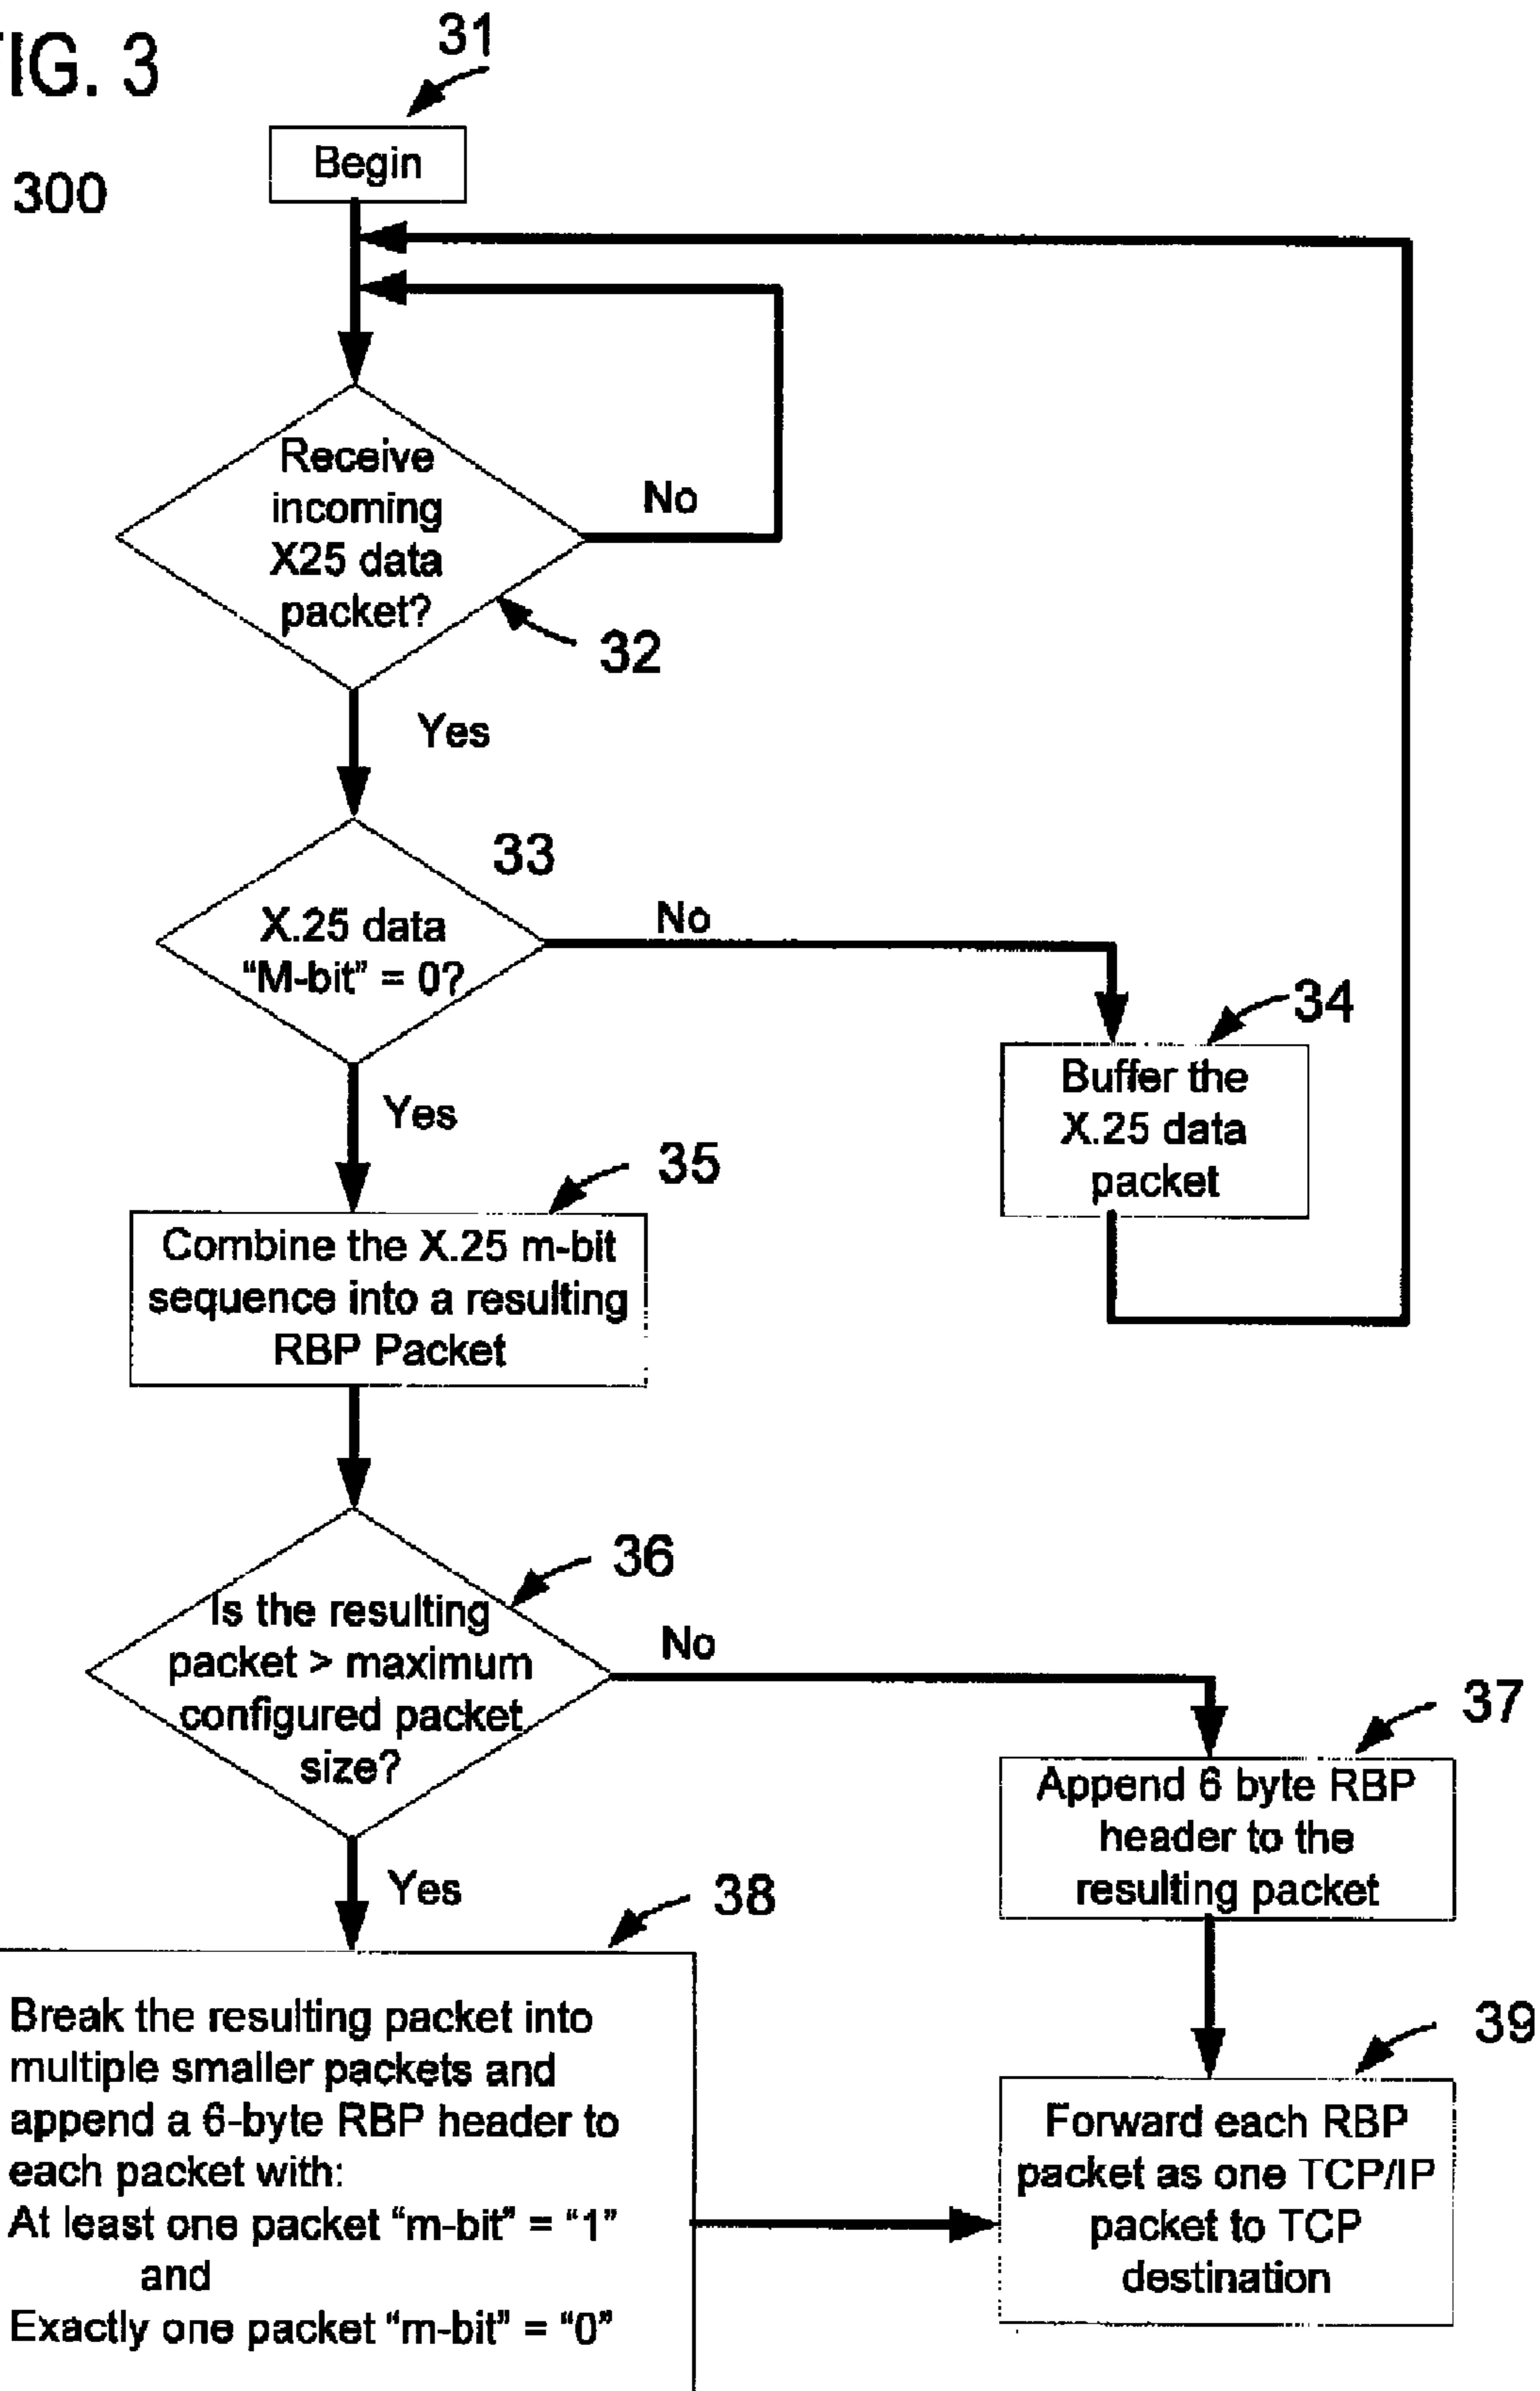 FIG. 3
31
Begin
300
Receive
incoming
X25 data
packet?
No
32
Yes
33
X.25 data
“M-bit” = 0?
No
34
Buffer the
X.25 data
packet
Yes
35
Combine the X.25 m-bit
sequence into a resulting
RBP Packet
36
Is the resulting
packet > maximum
configured packet
size?
No
37
Append 6 byte RBP
header to the
resulting packet
Yes
38
Break the resulting packet into
multiple smaller packets and
append a 6-byte RBP header to
each packet with:
At least one packet “m-bit” = “1”
and
Exactly one packet “m-bit” = “0”
39
Forward each RBP
packet as one TCP/IP
packet to TCP
destination